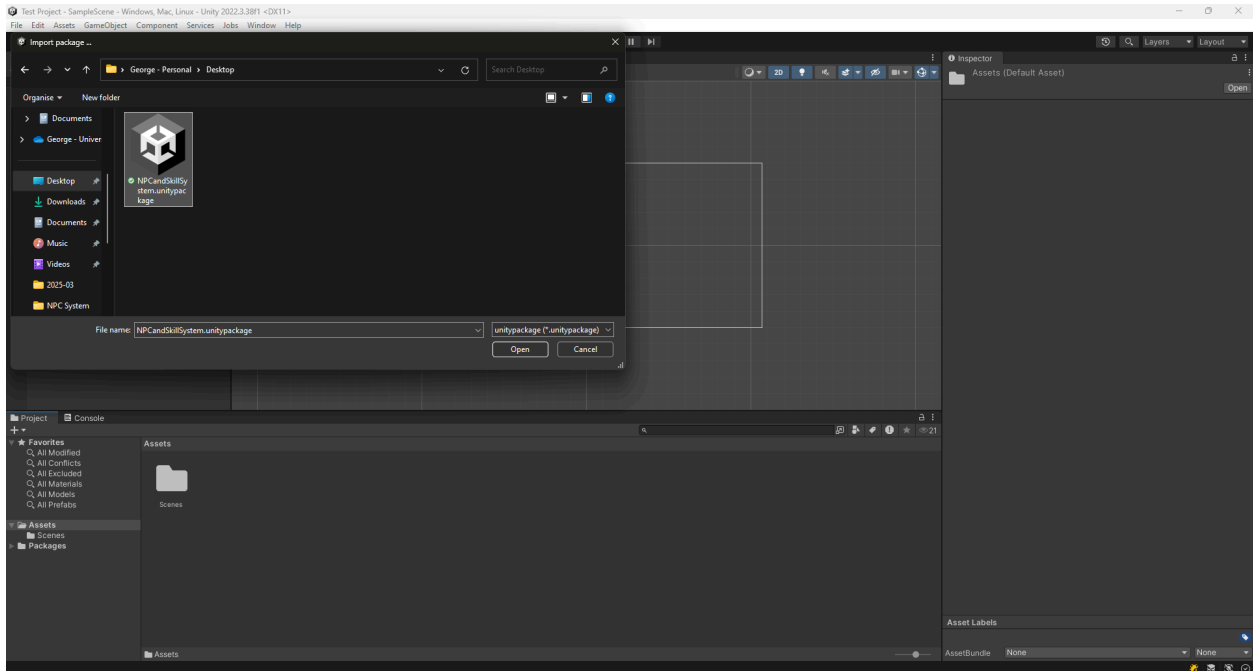 Test Project - SampleScene - Windows, Mac, Linux - Unity 2022.3.38f1 <DX11>
File Edit Assets GameObject Component Services Jobs Window Help
Import package ...
Layers
Layout
George - Personal > Desktop
Search Desktop
Organise
New folder
Documents
George - Univer
Desktop
Downloads
Documents
Music
Videos
2025-03
NPC System
NPCandSkillSy
stem.unitypac
kage
File name: NPCandSkillSystem.unitypackage
unitypackage (*.unitypackage)
Open
Cancel
2D
Inspector
Assets (Default Asset)
Open
Project
Console
21
Favorites
All Modified
All Conflicts
All Excluded
All Materials
All Models
All Prefabs
Assets
Scenes
Packages
Assets
Scenes
Assets
Asset Labels
AssetBundle None None